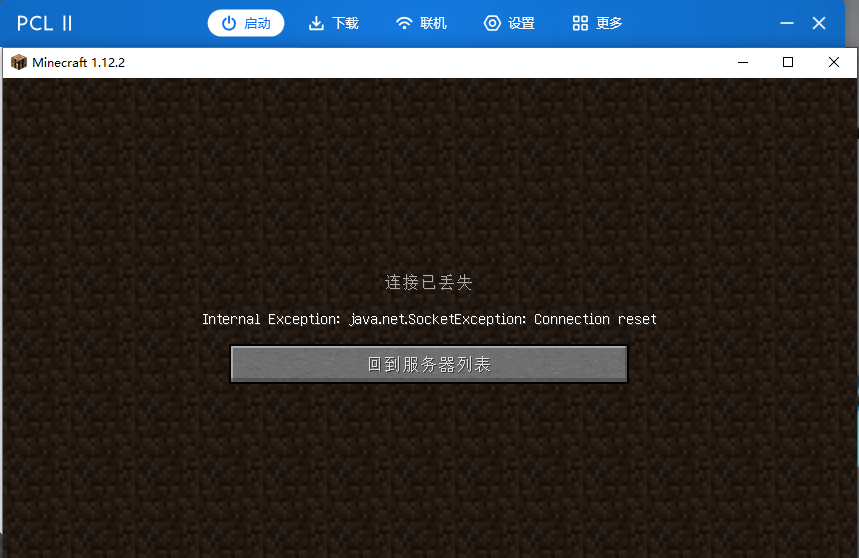 PCL II 启动 下载 联机 设置 更多
Minecraft 1.12.2
连接已丢失
Internal Exception: java.net.SocketException: Connection reset
回到服务器列表